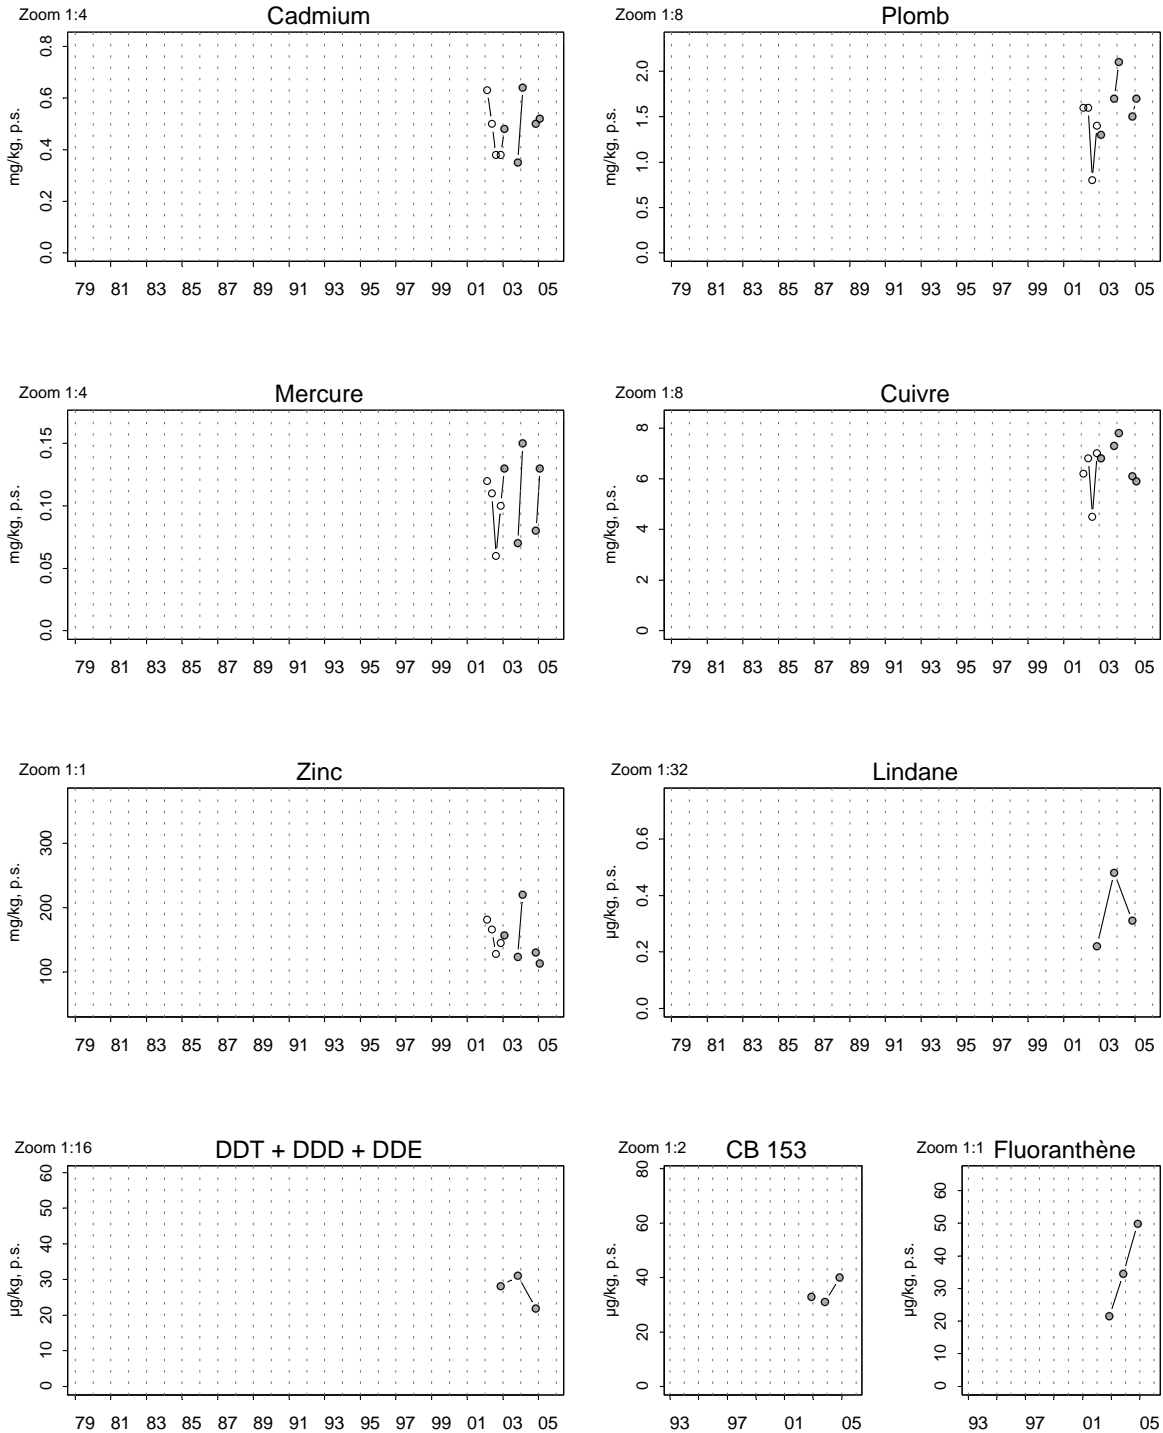 Zoom 1:4 Cadmium
mg/kg, p.s.
0.0 0.2 0.4 0.6 0.8
79 81 83 85 87 89 91 93 95 97 99 01 03 05
Zoom 1:8 Plomb
mg/kg, p.s.
0.0 0.5 1.0 1.5 2.0
79 81 83 85 87 89 91 93 95 97 99 01 03 05
Zoom 1:4 Mercure
mg/kg, p.s.
0.0 0.05 0.10 0.15
79 81 83 85 87 89 91 93 95 97 99 01 03 05
Zoom 1:8 Cuivre
mg/kg, p.s.
0 2 4 6 8
79 81 83 85 87 89 91 93 95 97 99 01 03 05
Zoom 1:1 Zinc
mg/kg, p.s.
100 200 300
79 81 83 85 87 89 91 93 95 97 99 01 03 05
Zoom 1:32 Lindane
µg/kg, p.s.
0.0 0.2 0.4 0.6
79 81 83 85 87 89 91 93 95 97 99 01 03 05
Zoom 1:16 DDT + DDD + DDE
µg/kg, p.s.
0 10 20 30 40 50 60
79 81 83 85 87 89 91 93 95 97 99 01 03 05
Zoom 1:2 CB 153
µg/kg, p.s.
0 20 40 60 80
93 97 01 05
Zoom 1:1 Fluoranthène
µg/kg, p.s.
0 10 20 30 40 50 60
93 97 01 05